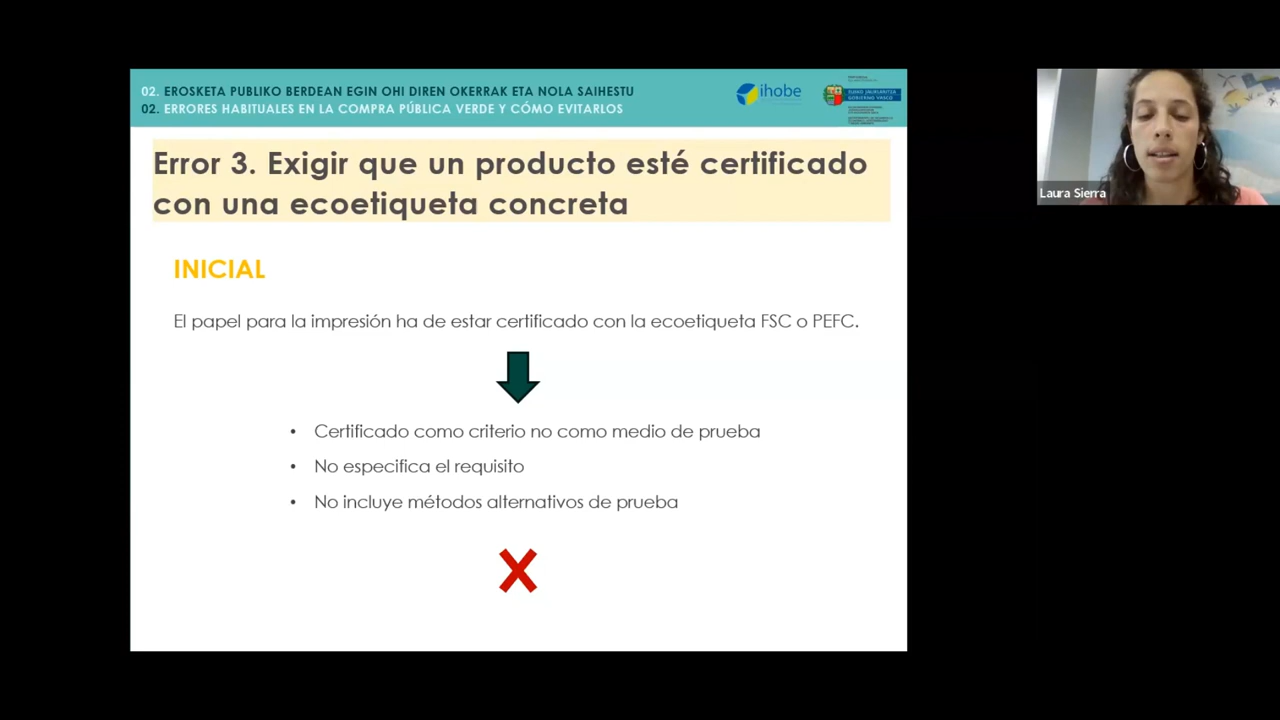 02. EROSKETA PUBLIKO BERDEAN EGIN OHI DIREN OKERRAK ETA NOLA SAIHESTU
02. ERRORES HABITUALES EN LA COMPRA PÚBLICA VERDE Y CÓMO EVITARLOS
ihobe
EUSKO JAURLARITZA
GOBIERNO VASCO
Laura Sierra
Error 3. Exigir que un producto esté certificado
con una ecoetiqueta concreta
INICIAL
El papel para la impresión ha de estar certificado con la ecoetiqueta FSC o PEFC.
• Certificado como criterio no como medio de prueba
• No especifica el requisito
• No incluye métodos alternativos de prueba